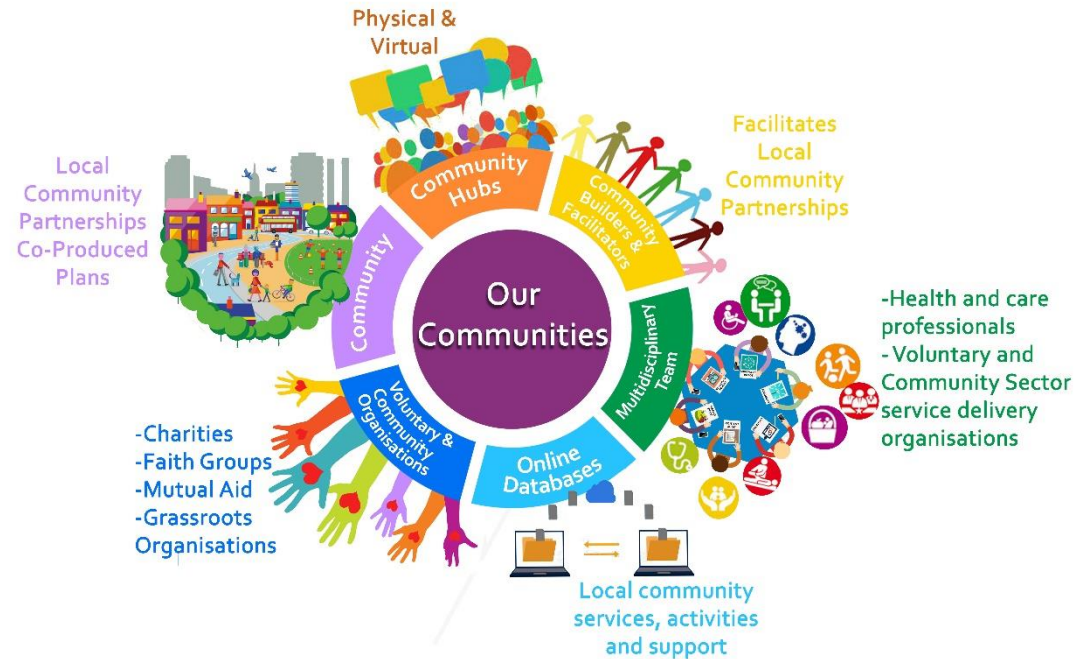 Physical &
Virtual
Community
Hubs
Facilitates
Local
Community
Partnerships
Community
Builders &
Facilitators
-Health and care
professionals
- Voluntary and
Community Sector
service delivery
organisations
Multidisciplinary
Team
Local community
services, activities
and support
Online
Databases
-Charities
-Faith Groups
-Mutual Aid
-Grassroots
Organisations
Voluntary &
Community
Organisations
Local
Community
Partnerships
Co-Produced
Plans
Community
Our
Communities